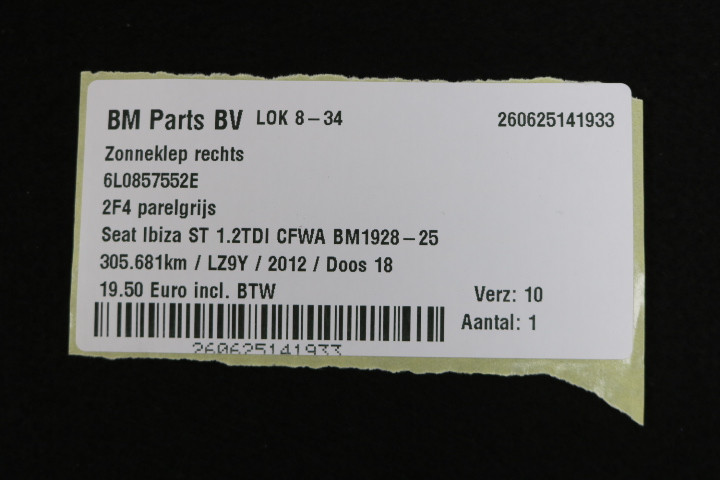 BM Parts BV LOK 8-34 260625141933
Zonneklep rechts
6L0857552E
2F4 parelgrijs
Seat Ibiza ST 1.2TDI CFWA BM1928-25
305.681km / LZ9Y / 2012 / Doos 18
19.50 Euro incl. BTW Verz: 10
Aantal: 1
260625141933